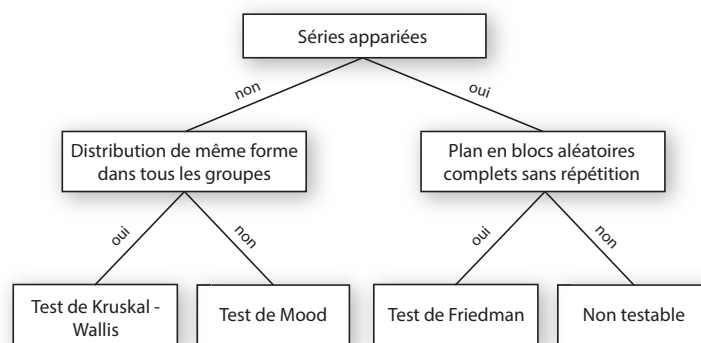 Séries appariées
non
oui
Distribution de même forme
dans tous les groupes
Plan en blocs aléatoires
complets sans répétition
oui
non
oui
non
Test de Kruskal -
Wallis
Test de Mood
Test de Friedman
Non testable